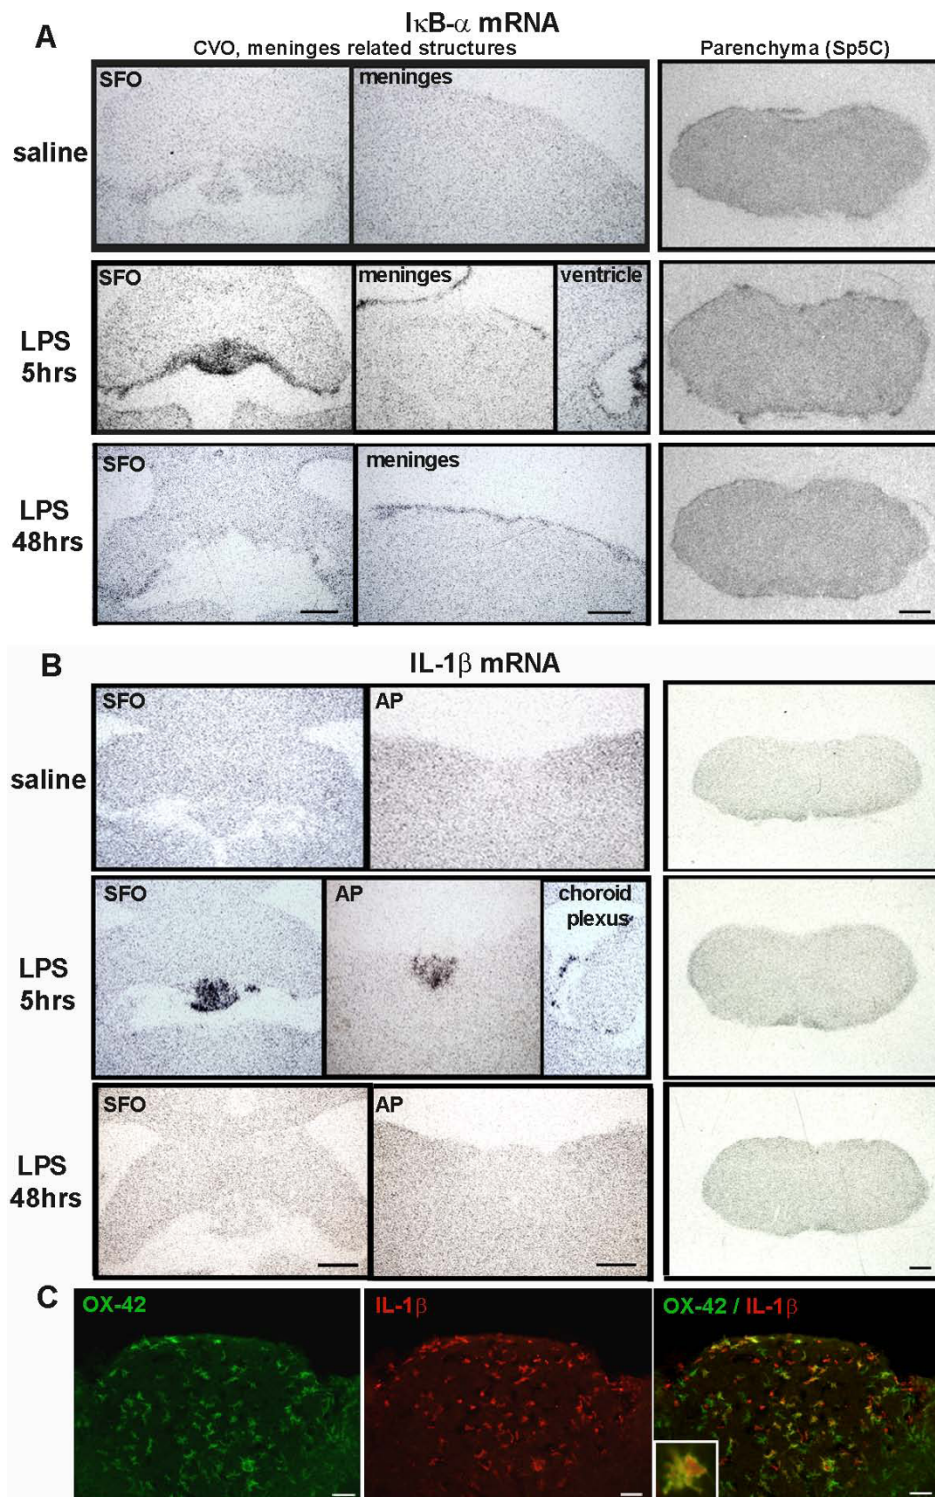 A
IκB-α mRNA
CVO, meninges related structures
Parenchyma (Sp5C)
saline
SFO
meninges
LPS
5hrs
SFO
meninges
ventricle
LPS
48hrs
SFO
meninges
B
IL-1β mRNA
saline
SFO
AP
LPS
5hrs
SFO
AP
choroid
plexus
LPS
48hrs
SFO
AP
C
OX-42
IL-1β
OX-42 / IL-1β